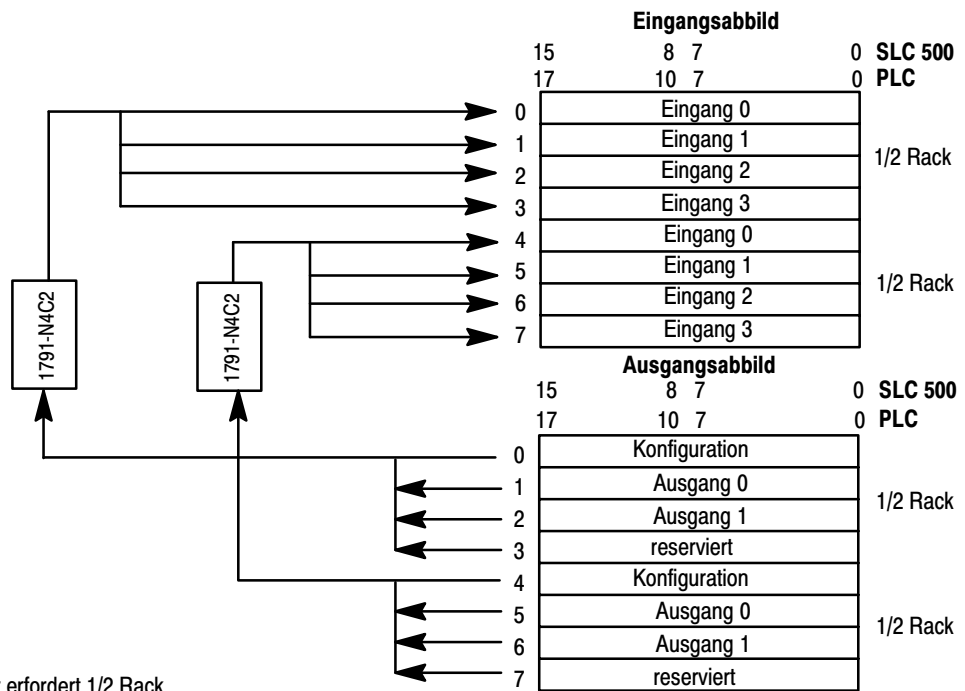 Eingangsabbild
15 8 7 0 SLC 500
17 10 7 0 PLC
0 Eingang 0
1 Eingang 1
1/2 Rack
2 Eingang 2
3 Eingang 3
4 Eingang 0
5 Eingang 1
1/2 Rack
6 Eingang 2
7 Eingang 3
1791-N4C2
1791-N4C2
Ausgangsabbild
15 8 7 0 SLC 500
17 10 7 0 PLC
0 Konfiguration
1 Ausgang 0
1/2 Rack
2 Ausgang 1
3 reserviert
4 Konfiguration
5 Ausgang 0
1/2 Rack
6 Ausgang 1
7 reserviert
erfordert 1/2 Rack